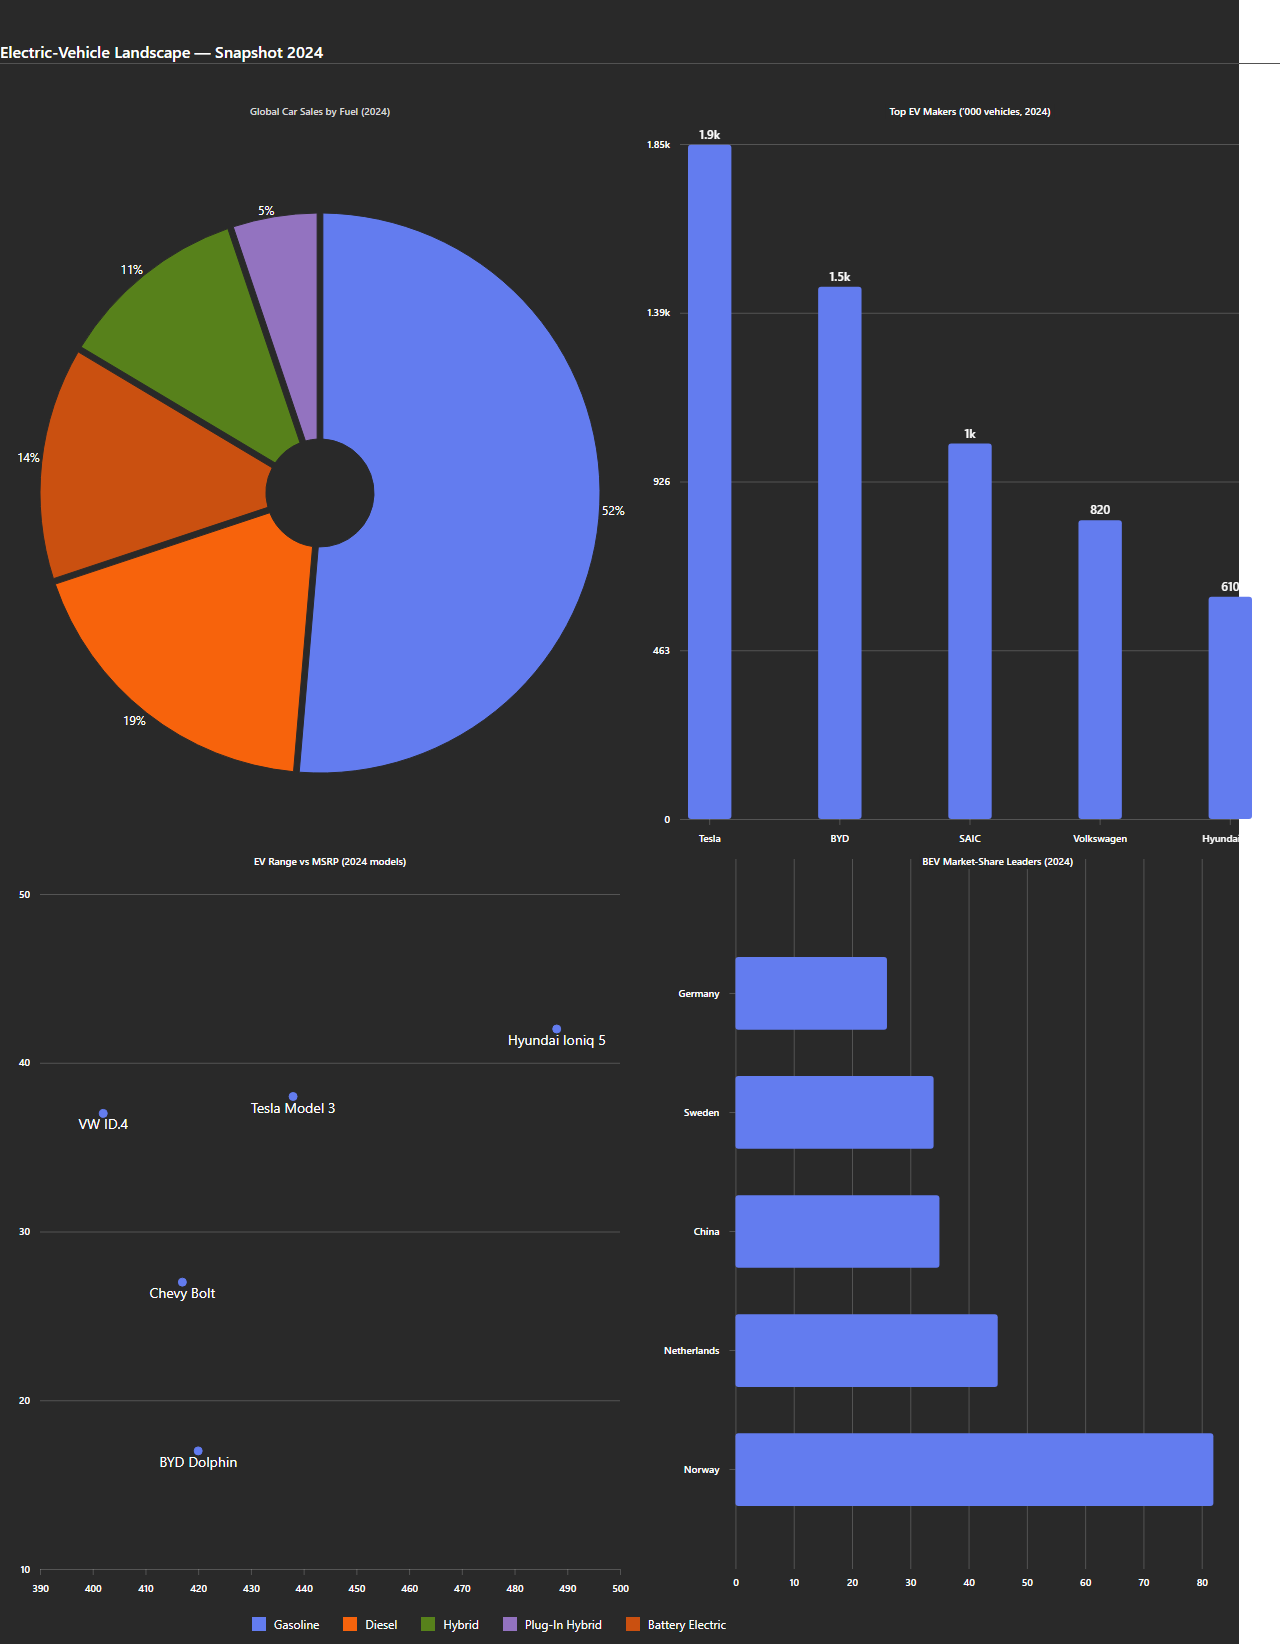 Electric-Vehicle Landscape — Snapshot 2024
Global Car Sales by Fuel (2024)
5%
11%
14%
52%
19%
Top EV Makers ('000 vehicles, 2024)
1.9k
1.85k
1.5k
1.39k
1k
926
820
610
463
0
Tesla BYD SAIC Volkswagen Hyundai
EV Range vs MSRP (2024 models)
50
Hyundai Ioniq 5
40
Tesla Model 3
VW ID.4
30
Chevy Bolt
20
BYD Dolphin
10
390 400 410 420 430 440 450 460 470 480 490 500
BEV Market-Share Leaders (2024)
Germany
Sweden
China
Netherlands
Norway
0 10 20 30 40 50 60 70 80
Gasoline Diesel Hybrid Plug-In Hybrid Battery Electric